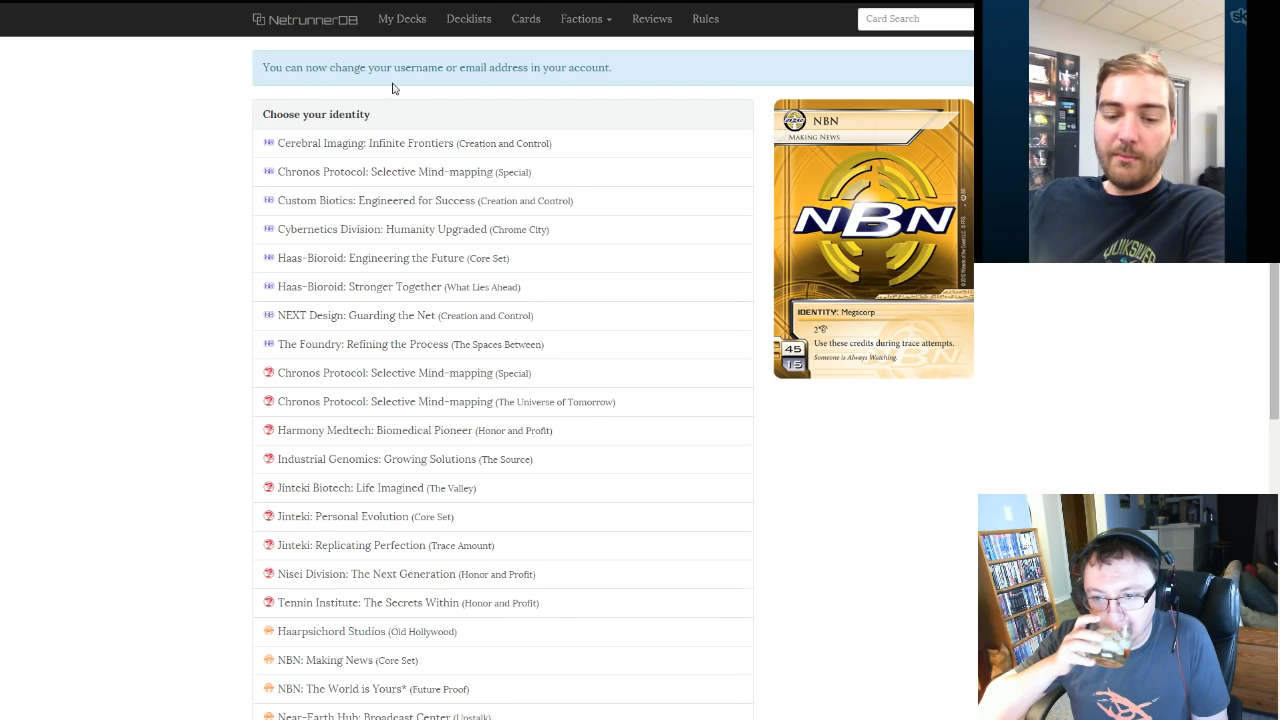 NetrunnerDB My Decks Decklists Cards Factions Reviews Rules Card Search
You can now change your username or email address in your account.
Choose your identity
Cerebral Imaging: Infinite Frontiers (Creation and Control)
Chronos Protocol: Selective Mind-mapping (Special)
Custom Biotics: Engineered for Success (Creation and Control)
Cybernetics Division: Humanity Upgraded (Chrome City)
Haas-Bioroid: Engineering the Future (Core Set)
Haas-Bioroid: Stronger Together (What Lies Ahead)
NEXT Design: Guarding the Net (Creation and Control)
The Foundry: Refining the Process (The Spaces Between)
Chronos Protocol: Selective Mind-mapping (Special)
Chronos Protocol: Selective Mind-mapping (The Universe of Tomorrow)
Harmony Medtech: Biomedical Pioneer (Honor and Profit)
Industrial Genomics: Growing Solutions (The Source)
Jinteki Biotech: Life Imagined (The Valley)
Jinteki: Personal Evolution (Core Set)
Jinteki: Replicating Perfection (Trace Amount)
Nisei Division: The Next Generation (Honor and Profit)
Tennin Institute: The Secrets Within (Honor and Profit)
Haarpsichord Studios (Old Hollywood)
NBN: Making News (Core Set)
NBN: The World is Yours* (Future Proof)
Near-Earth Hub: Broadcast Center (Upstalk)
NBN
MAKING NEWS
NBN
IDENTITY: Megacorp
2
Use these credits during trace attempts.
Someone is Always Watching.
45
15
sk
QUIKSILVER